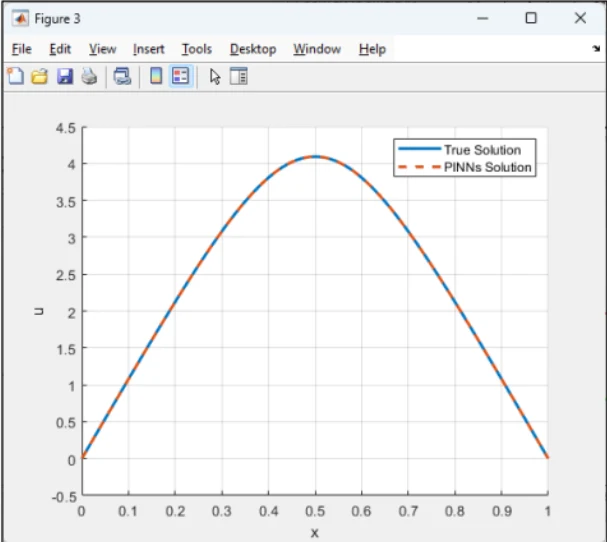 Figure 3
File Edit View Insert Tools Desktop Window Help
True Solution
PINNs Solution
4.5
4
3.5
3
2.5
2
1.5
1
0.5
0
-0.5
u
0 0.1 0.2 0.3 0.4 0.5 0.6 0.7 0.8 0.9 1
x